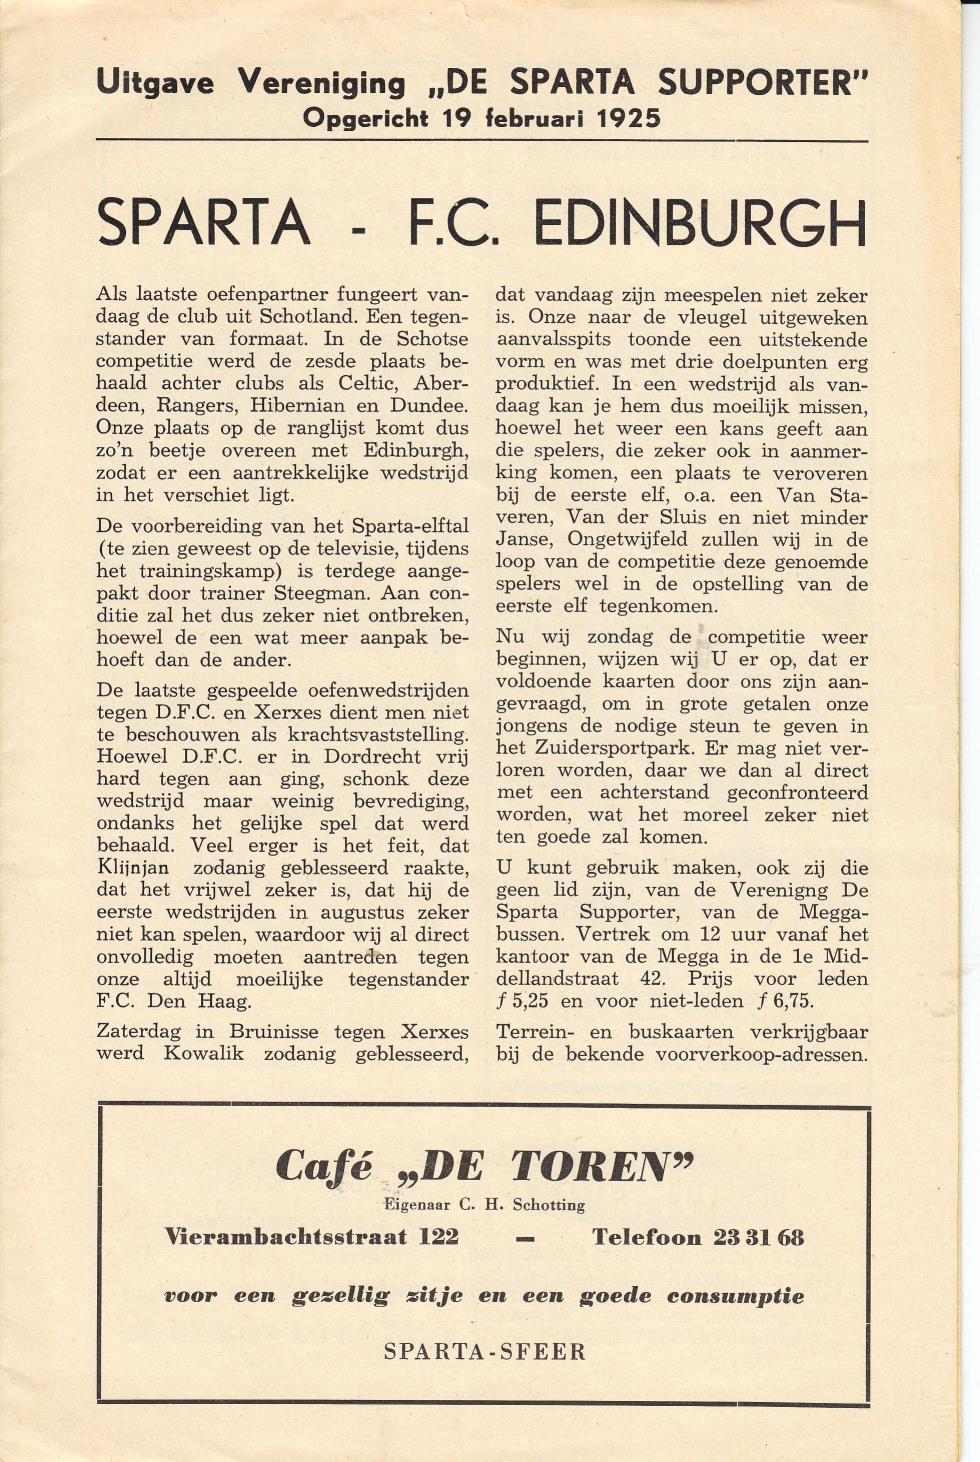 Uitgave Vereniging „DE SPARTA SUPPORTER”
Opgericht 19 februari 1925
SPARTA - F.C. EDINBURGH
Als laatste oefenpartner fungeert van-
daag de club uit Schotland. Een tegen-
stander van formaat. In de Schotse
competitie werd de zesde plaats be-
haald achter clubs als Celtic, Aber-
deen, Rangers, Hibernian en Dundee.
Onze plaats op de ranglijst komt dus
zo’n beetje overeen met Edinburgh,
zodat er een aantrekkelijke wedstrijd
in het verschiet ligt.
De voorbereiding van het Sparta-elftal
(te zien geweest op de televisie, tijdens
het trainingskamp) is terdege aange-
pakt door trainer Steegman. Aan con-
ditie zal het dus zeker niet ontbreken,
hoewel de een wat meer aanpak be-
hoeft dan de ander.
De laatste gespeelde oefenwedstrijden
tegen D.F.C. en Xerxes dient men niet
te beschouwen als krachtsvaststelling.
Hoewel D.F.C. er in Dordrecht vrij
hard tegen aan ging, schonk deze
wedstrijd maar weinig bevrediging,
ondanks het gelijke spel dat werd
behaald. Veel erger is het feit, dat
Klijnjan zodanig geblesseerd raakte,
dat het vrijwel zeker is, dat hij de
eerste wedstrijden in augustus zeker
niet kan spelen, waardoor wij al direct
onvolledig moeten aantreden tegen
onze altijd moeilijke tegenstander
F.C. Den Haag.
Zaterdag in Bruinisse tegen Xerxes
werd Kowalik zodanig geblesseerd,
dat vandaag zijn meespelen niet zeker
is. Onze naar de vleugel uitgeweken
aanvalsspits toonde een uitstekende
vorm en was met drie doelpunten erg
produktief. In een wedstrijd als van-
daag kan je hem dus moeilijk missen,
hoewel het weer een kans geeft aan
die spelers, die zeker ook in aanmer-
king komen, een plaats te veroveren
bij de eerste elf, o.a. een Van Sta-
veren, Van der Sluis en niet minder
Janse, Ongetwijfeld zullen wij in de
loop van de competitie deze genoemde
spelers wel in de opstelling van de
eerste elf tegenkomen.
Nu wij zondag de competitie weer
beginnen, wijzen wij U er op, dat er
voldoende kaarten door ons zijn aan-
gevraagd, om in grote getalen onze
jongens de nodige steun te geven in
het Zuidersportpark. Er mag niet ver-
loren worden, daar we dan al direct
met een achterstand geconfronteerd
worden, wat het moreel zeker niet
ten goede zal komen.
U kunt gebruik maken, ook zij die
geen lid zijn, van de Verenigng De
Sparta Supporter, van de Megga-
bussen. Vertrek om 12 uur vanaf het
kantoor van de Megga in de 1e Mid-
dellandstraat 42. Prijs voor leden
ƒ 5,25 en voor niet-leden ƒ 6,75.
Terrein- en buskaarten verkrijgbaar
bij de bekende voorverkoop-adressen.
Café „DE TOREN”
Eigenaar C. H. Schotting
Vierambachtsstraat 122 — Telefoon 23 31 68
voor een gezellig zitje en een goede consumptie
SPARTA-SFEER